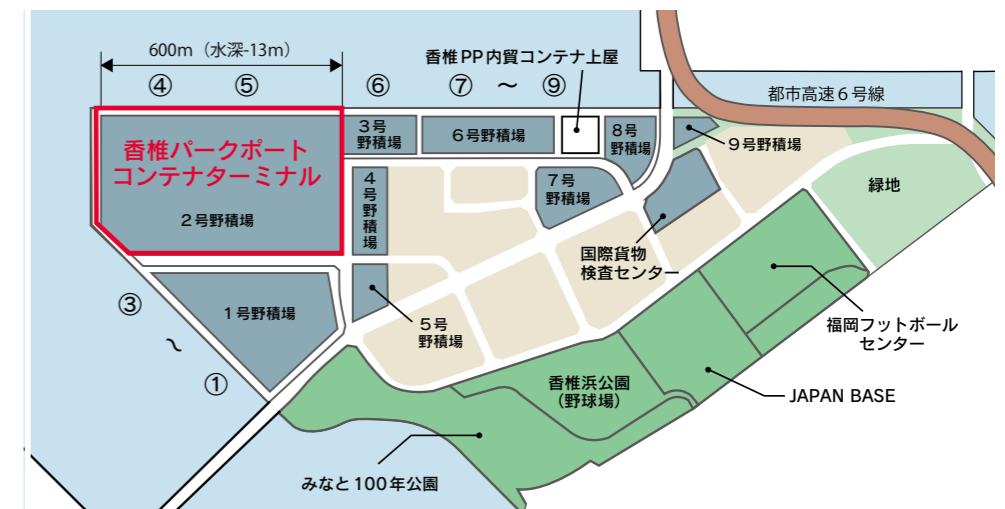 600m（水深-13m）
香椎PP内貿コンテナ上屋
都市高速6号線
④
⑤
⑥
⑦ ～ ⑨
香椎パークポート
コンテナターミナル
2号野積場
3号
野積場
6号野積場
8号
野積場
9号野積場
4号野積場
7号
野積場
緑地
国際貨物
検査センター
③
～
①
1号野積場
5号
野積場
福岡フットボール
センター
香椎浜公園
（野球場）
JAPAN BASE
みなと100年公園